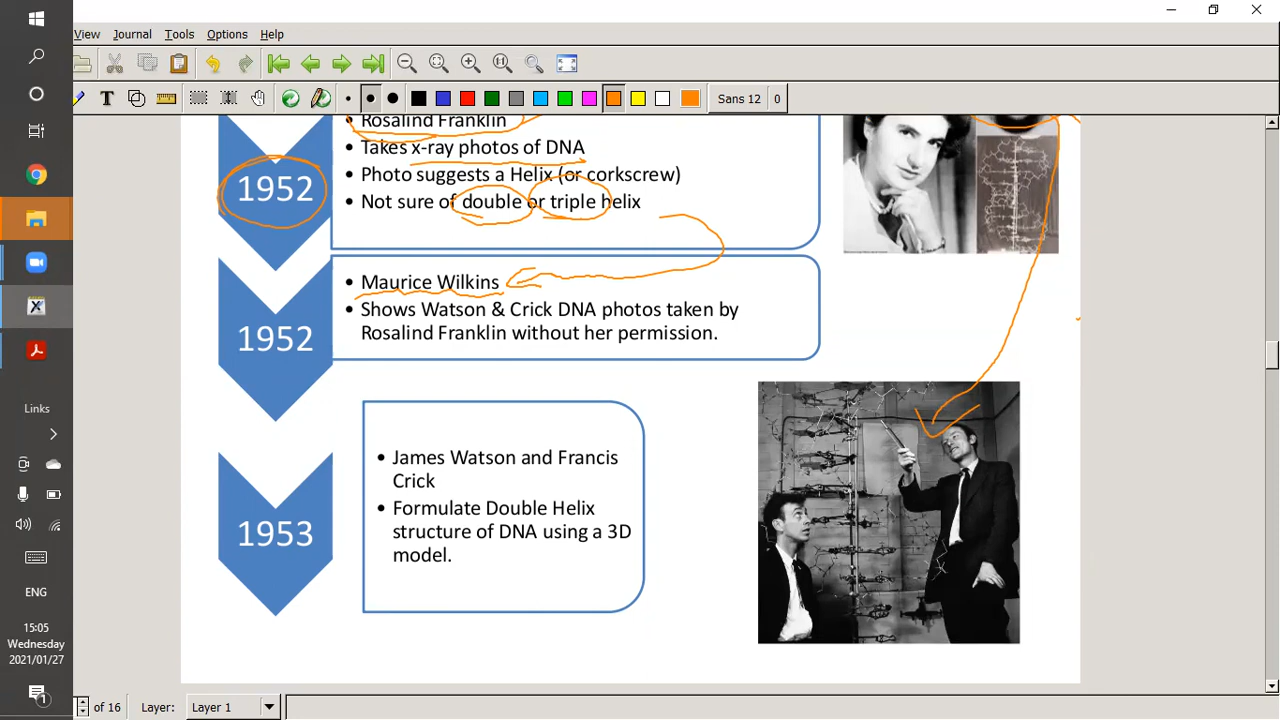 View Journal Tools Options Help
Sans 12 0
Rosalind Franklin
• Takes x-ray photos of DNA
• Photo suggests a Helix (or corkscrew)
• Not sure of double or triple helix
1952
• Maurice Wilkins
• Shows Watson & Crick DNA photos taken by
Rosalind Franklin without her permission.
1952
• James Watson and Francis
Crick
• Formulate Double Helix
structure of DNA using a 3D
model.
1953
Links
ENG
15:05
Wednesday
2021/01/27
1
of 16 Layer: Layer 1